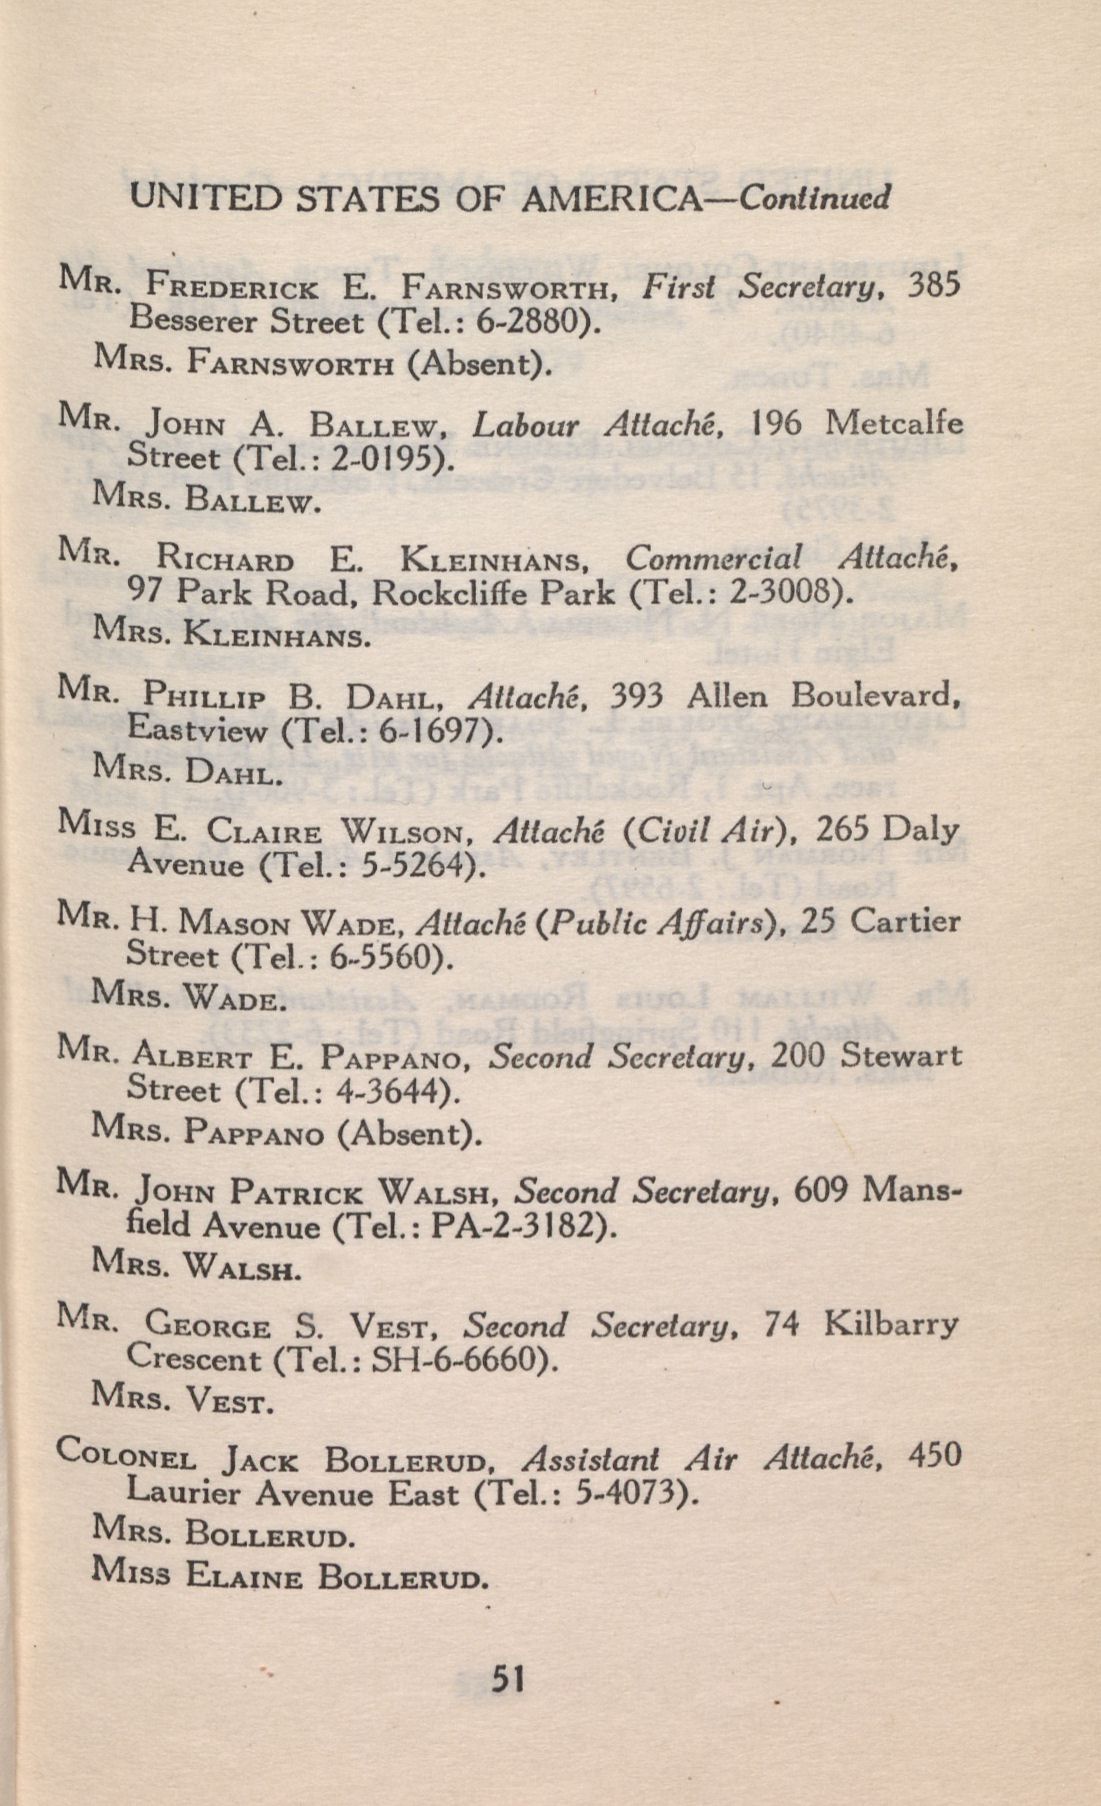 UNITED STATES OF AMERICA—Continued
MR. FREDERICK E. FARNSWORTH, First Secretary, 385
Besserer Street (Tel.: 6-2880).
MRS. FARNSWORTH (Absent).
MR. JOHN A. BALLEW, Labour Attaché, 196 Metcalfe
Street (Tel.: 2-0195).
MRS. BALLEW.
MR. RICHARD E. KLEINHANS, Commercial Attaché,
97 Park Road, Rockcliffe Park (Tel.: 2-3008).
MRS. KLEINHANS.
MR. PHILLIP B. DAHL, Attaché, 393 Allen Boulevard,
Eastview (Tel.: 6-1697).
MRS. DAHL.
MISS E. CLAIRE WILSON, Attaché (Civil Air), 265 Daly
Avenue (Tel.: 5-5264).
MR. H. MASON WADE, Attaché (Public Affairs), 25 Cartier
Street (Tel.: 6-5560).
MRS. WADE.
MR. ALBERT E. PAPPANO, Second Secretary, 200 Stewart
Street (Tel.: 4-3644).
MRS. PAPPANO (Absent).
MR. JOHN PATRICK WALSH, Second Secretary, 609 Mans-
field Avenue (Tel.: PA-2-3182).
MRS. WALSH.
MR. GEORGE S. VEST, Second Secretary, 74 Kilbarry
Crescent (Tel.: SH-6-6660).
MRS. VEST.
COLONEL JACK BOLLERUD, Assistant Air Attaché, 450
Laurier Avenue East (Tel.: 5-4073).
MRS. BOLLERUD.
MISS ELAINE BOLLERUD.
51